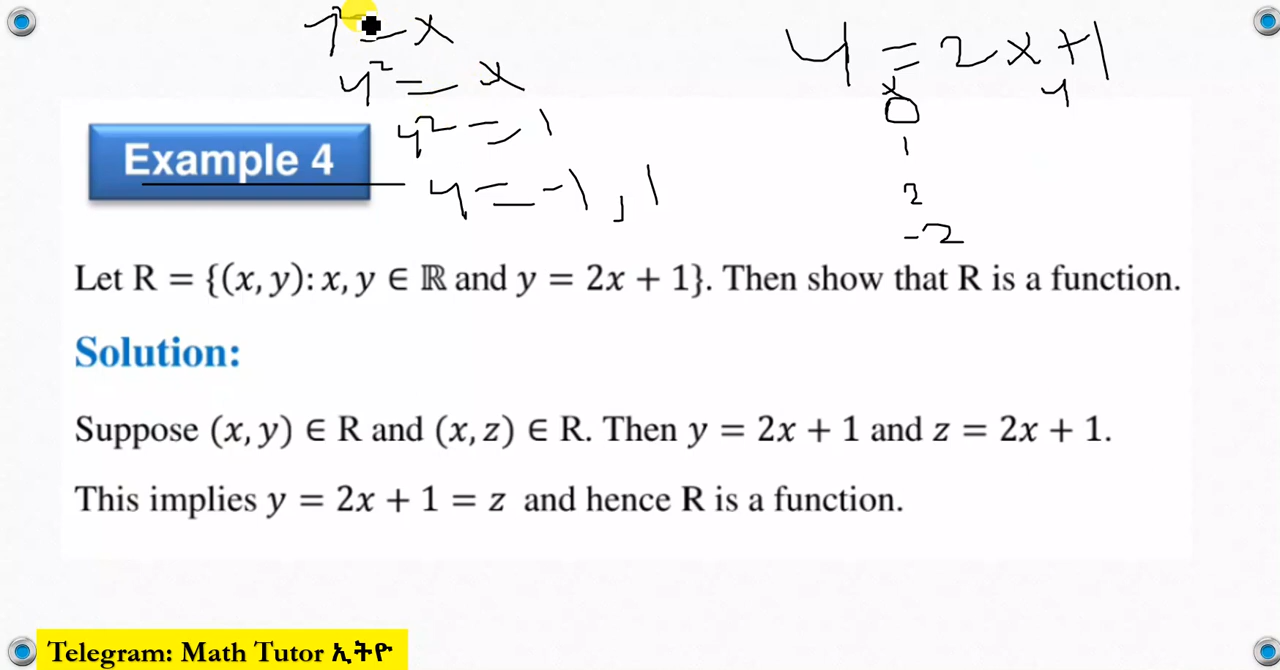 y² = x
y² = x
y² = 1
y = -1, 1
y = 2x + 1
x y
0
1
2
-2
Example 4
Let R = {(x, y): x, y ∈ ℝ and y = 2x + 1}. Then show that R is a function.
Solution:
Suppose (x, y) ∈ R and (x, z) ∈ R. Then y = 2x + 1 and z = 2x + 1.
This implies y = 2x + 1 = z and hence R is a function.
Telegram: Math Tutor ኢትዮ